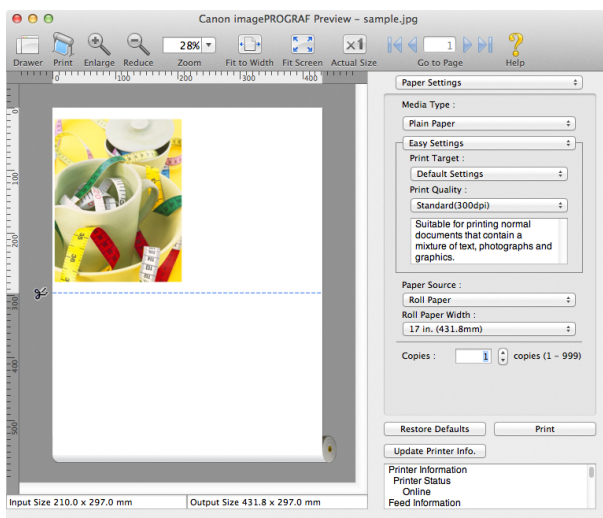 Canon imagePROGRAF Preview – sample.jpg
28%
1
Drawer Print Enlarge Reduce Zoom Fit to Width Fit Screen Actual Size Go to Page Help
0 100 200 300 400
0
100
200
300
400
500
Paper Settings
Media Type :
Plain Paper
Easy Settings
Print Target :
Default Settings
Print Quality :
Standard(300dpi)
Suitable for printing normal
documents that contain a
mixture of text, photographs and
graphics.
Paper Source :
Roll Paper
Roll Paper Width :
17 in. (431.8mm)
Copies : 1 copies (1 – 999)
Restore Defaults Print
Update Printer Info.
Printer Information
Printer Status
Online
Feed Information
Input Size 210.0 x 297.0 mm Output Size 431.8 x 297.0 mm